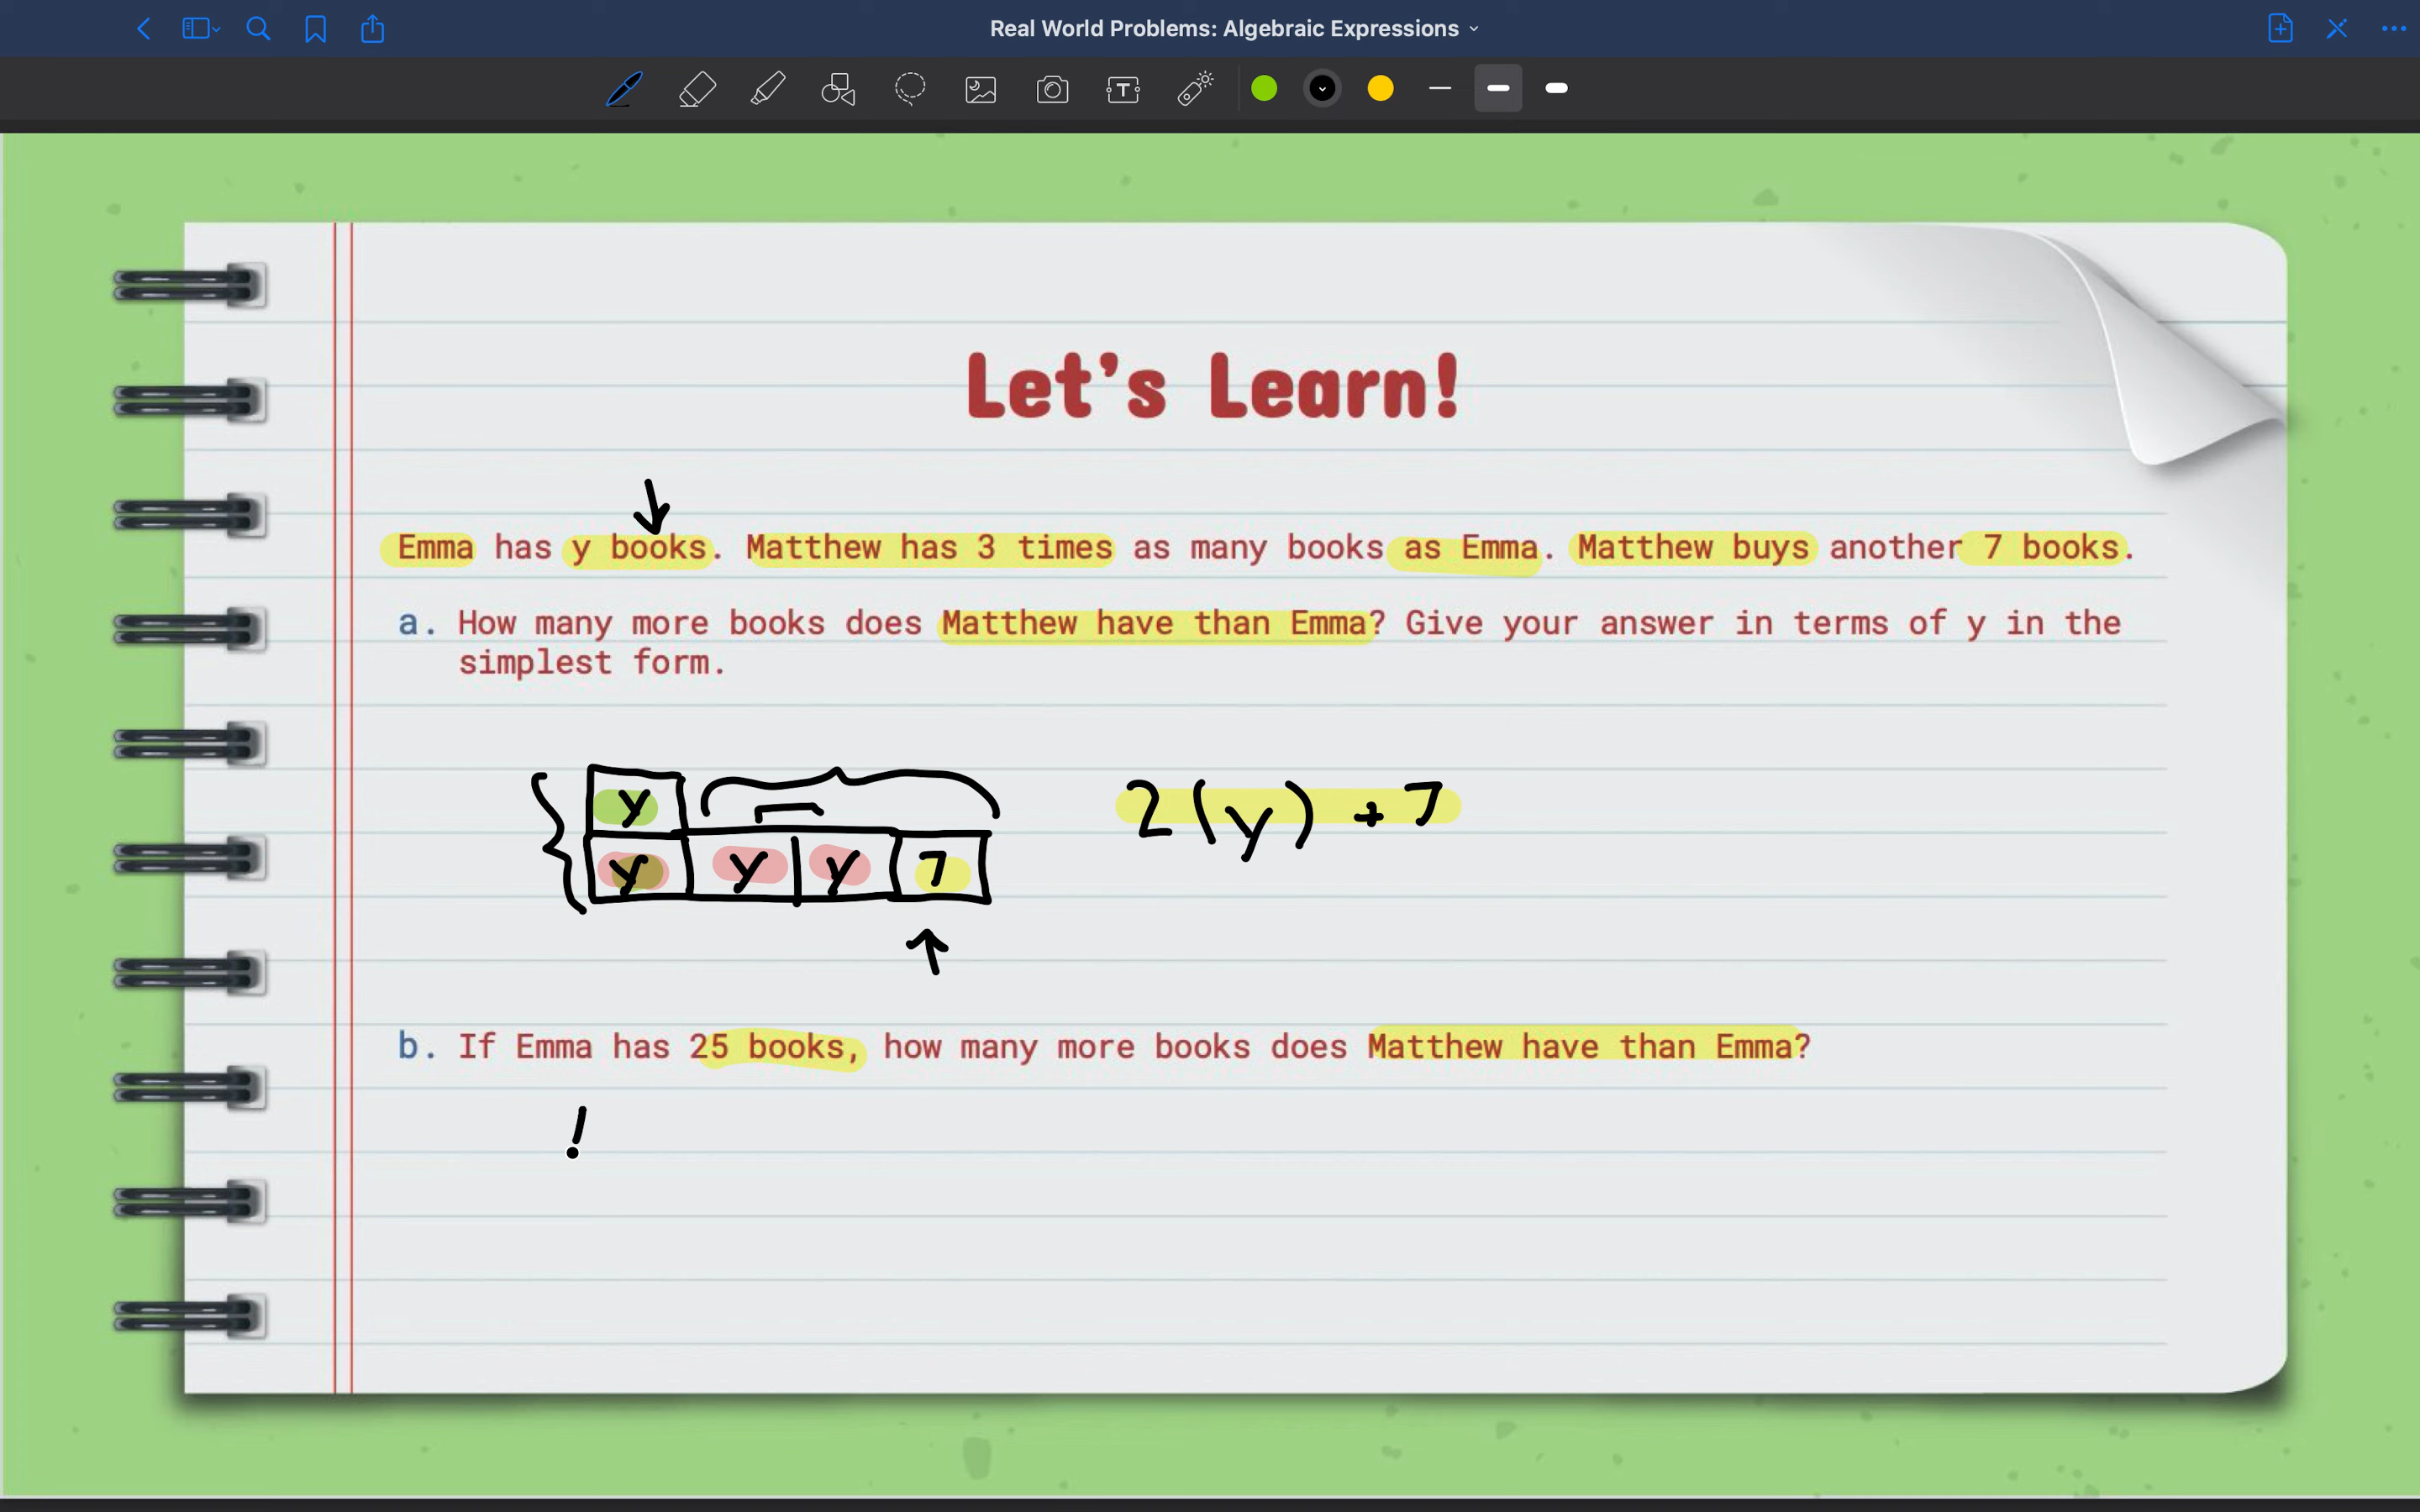 Real World Problems: Algebraic Expressions
T
Let's Learn!
Emma has y books. Matthew has 3 times as many books as Emma. Matthew buys another 7 books.
a. How many more books does Matthew have than Emma? Give your answer in terms of y in the
simplest form.
y
y y y 7
2(y) + 7
b. If Emma has 25 books, how many more books does Matthew have than Emma?
!